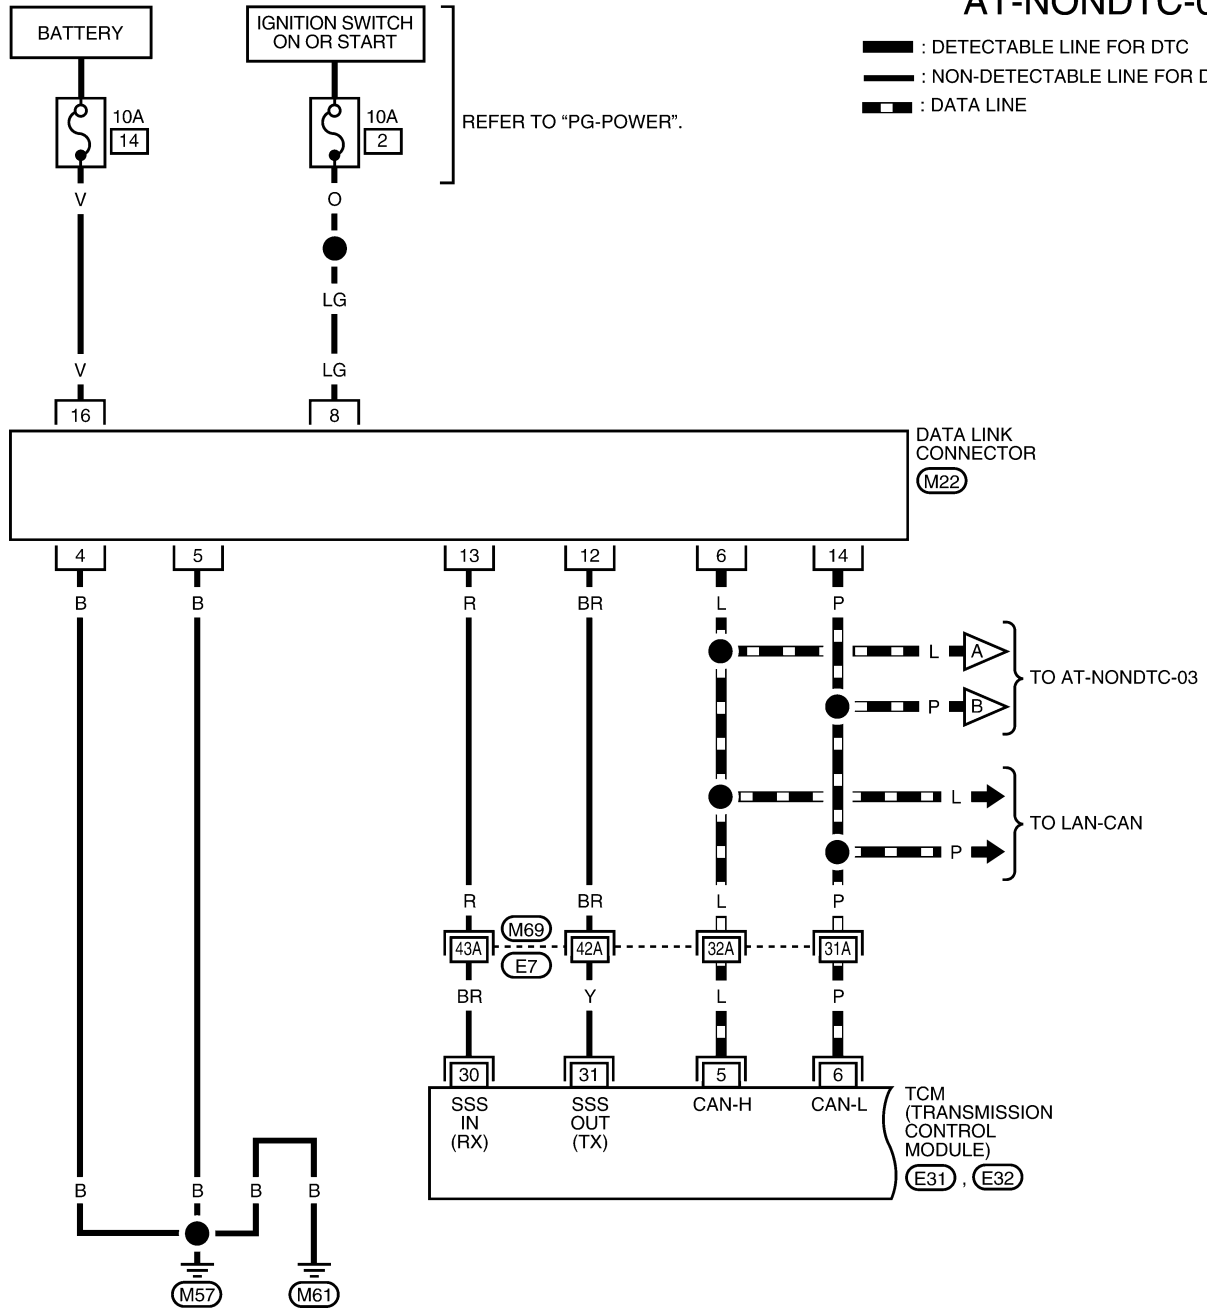 AT-NONDTC-0
BATTERY
IGNITION SWITCH
ON OR START
: DETECTABLE LINE FOR DTC
: NON-DETECTABLE LINE FOR D
: DATA LINE
10A
14
10A
2
REFER TO “PG-POWER”.
V
O
LG
V
LG
16
8
DATA LINK
CONNECTOR
M22
4
5
13
12
6
14
B
B
R
BR
L
P
L
A
TO AT-NONDTC-03
P
B
L
TO LAN-CAN
P
R
BR
L
P
M69
43A
42A
32A
31A
E7
BR
Y
L
P
30
31
5
6
SSS
IN
(RX)
SSS
OUT
(TX)
CAN-H
CAN-L
TCM
(TRANSMISSION
CONTROL
MODULE)
E31 , E32
B
B
B
B
M57
M61